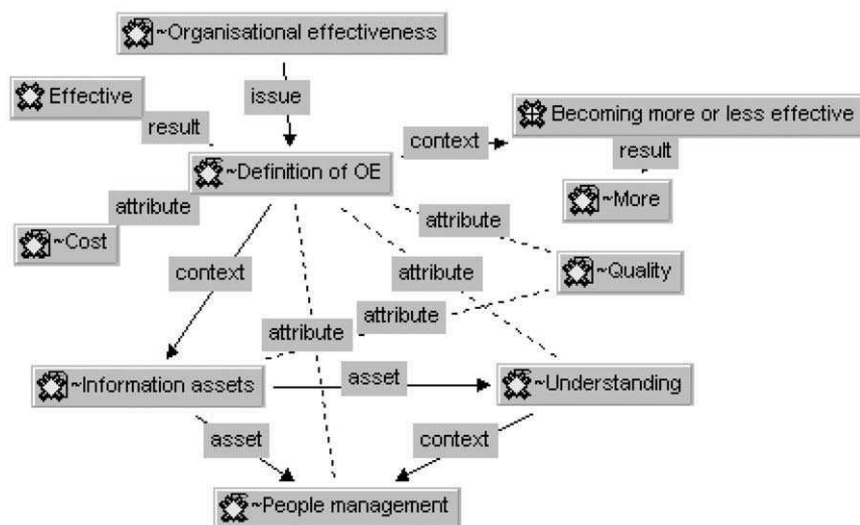 ~Organisational effectiveness
Effective
issue
Becoming more or less effective
result
context
result
~Definition of OE
~More
attribute
attribute
~Cost
context
attribute
~Quality
attribute
attribute
~Information assets
asset
~Understanding
asset
context
~People management